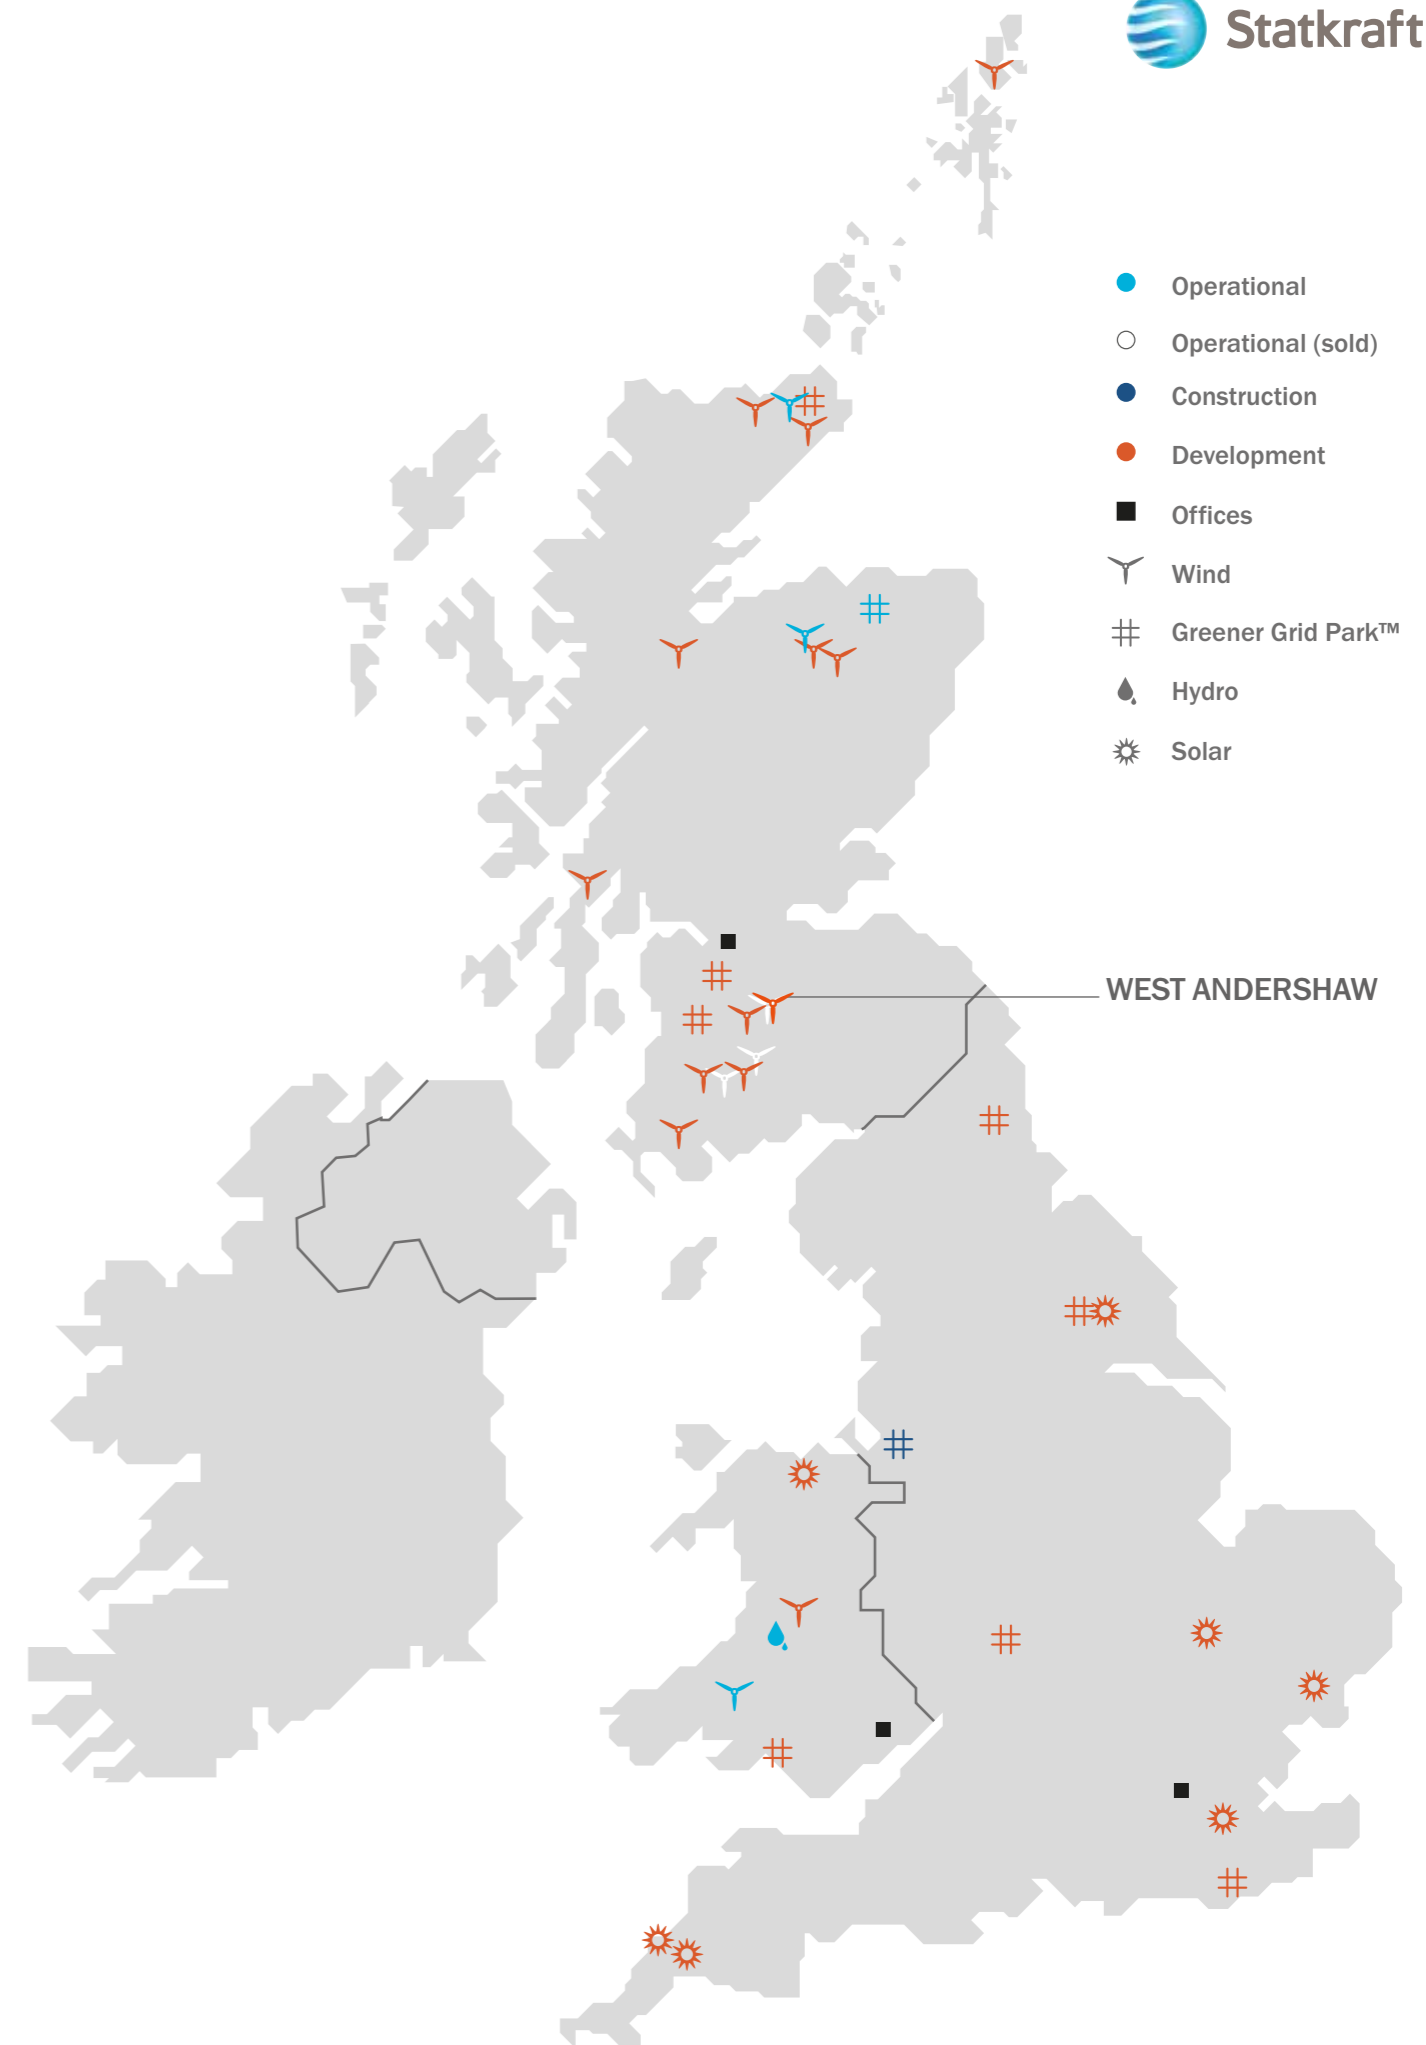 Statkraft
Operational
Operational (sold)
Construction
Development
Offices
Wind
Greener Grid Park™
Hydro
Solar
WEST ANDERSHAW